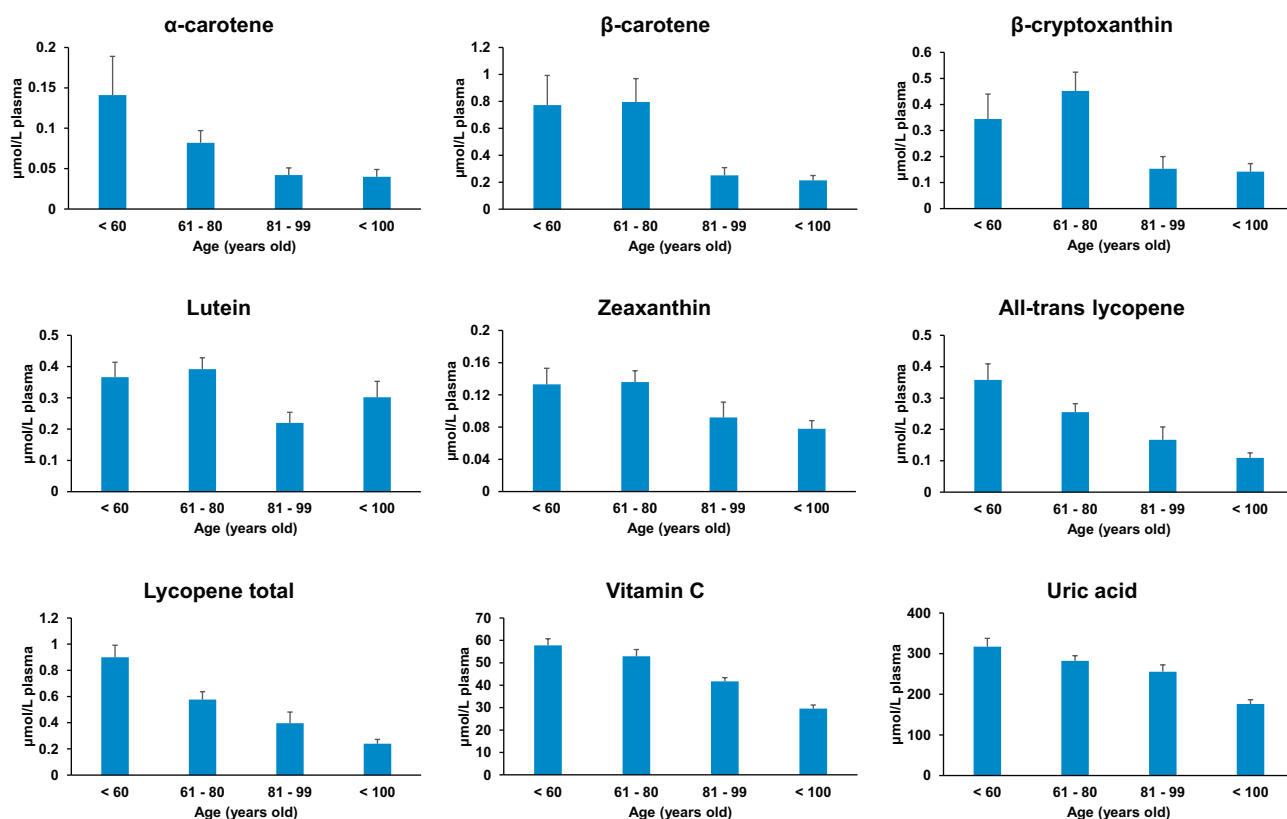 α-carotene
µmol/L plasma
0.2
0.15
0.1
0.05
0
< 60 61 - 80 81 - 99 < 100
Age (years old)
β-carotene
µmol/L plasma
1.2
1
0.8
0.6
0.4
0.2
0
< 60 61 - 80 81 - 99 < 100
Age (years old)
β-cryptoxanthin
µmol/L plasma
0.6
0.5
0.4
0.3
0.2
0.1
0
< 60 61 - 80 81 - 99 < 100
Age (years old)
Lutein
µmol/L plasma
0.5
0.4
0.3
0.2
0.1
0
< 60 61 - 80 81 - 99 < 100
Age (years old)
Zeaxanthin
µmol/L plasma
0.2
0.16
0.12
0.08
0.04
0
< 60 61 - 80 81 - 99 < 100
Age (years old)
All-trans lycopene
µmol/L plasma
0.5
0.4
0.3
0.2
0.1
0
< 60 61 - 80 81 - 99 < 100
Age (years old)
Lycopene total
µmol/L plasma
1.2
1
0.8
0.6
0.4
0.2
0
< 60 61 - 80 81 - 99 < 100
Age (years old)
Vitamin C
µmol/L plasma
70
60
50
40
30
20
10
0
< 60 61 - 80 81 - 99 < 100
Age (years old)
Uric acid
µmol/L plasma
400
300
200
100
0
< 60 61 - 80 81 - 99 < 100
Age (years old)